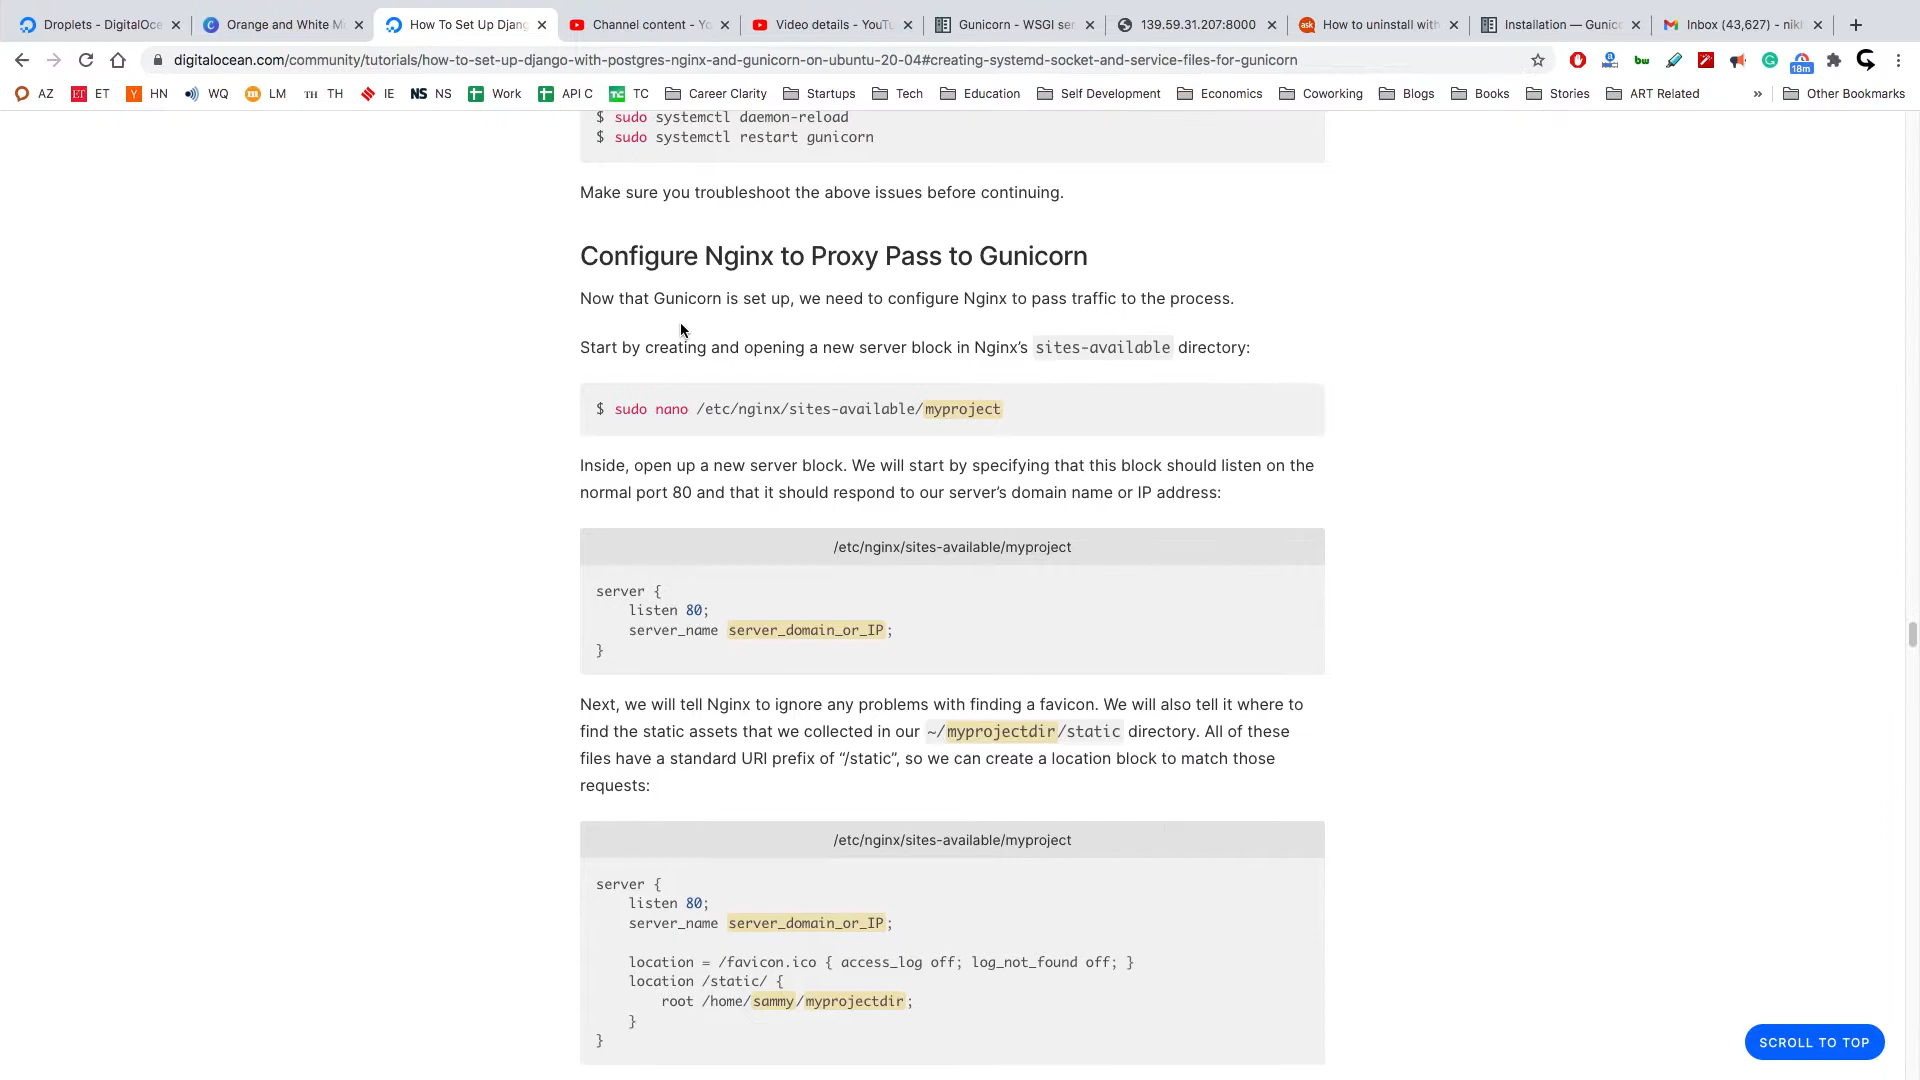 Droplets - DigitalOce
Orange and White Mo
How To Set Up Django
Channel content - Yo
Video details - YouTu
Gunicorn - WSGI ser
139.59.31.207:8000
How to uninstall with
Installation — Gunic
Inbox (43,627) - nik
digitalocean.com/community/tutorials/how-to-set-up-django-with-postgres-nginx-and-gunicorn-on-ubuntu-20-04#creating-systemd-socket-and-service-files-for-gunicorn
bw
18m
AZ
ET ET
Y HN
WQ
m LM
TH TH
IE
NS NS
Work
API C
TC TC
Career Clarity
Startups
Tech
Education
Self Development
Economics
Coworking
Blogs
Books
Stories
ART Related
»
Other Bookmarks
$ sudo systemctl daemon-reload
$ sudo systemctl restart gunicorn
Make sure you troubleshoot the above issues before continuing.
Configure Nginx to Proxy Pass to Gunicorn
Now that Gunicorn is set up, we need to configure Nginx to pass traffic to the process.
Start by creating and opening a new server block in Nginx’s sites-available directory:
$ sudo nano /etc/nginx/sites-available/myproject
Inside, open up a new server block. We will start by specifying that this block should listen on the
normal port 80 and that it should respond to our server’s domain name or IP address:
/etc/nginx/sites-available/myproject
server {
listen 80;
server_name server_domain_or_IP;
}
Next, we will tell Nginx to ignore any problems with finding a favicon. We will also tell it where to
find the static assets that we collected in our ~/myprojectdir/static directory. All of these
files have a standard URI prefix of “/static”, so we can create a location block to match those
requests:
/etc/nginx/sites-available/myproject
server {
listen 80;
server_name server_domain_or_IP;
location = /favicon.ico { access_log off; log_not_found off; }
location /static/ {
root /home/sammy/myprojectdir;
}
}
SCROLL TO TOP